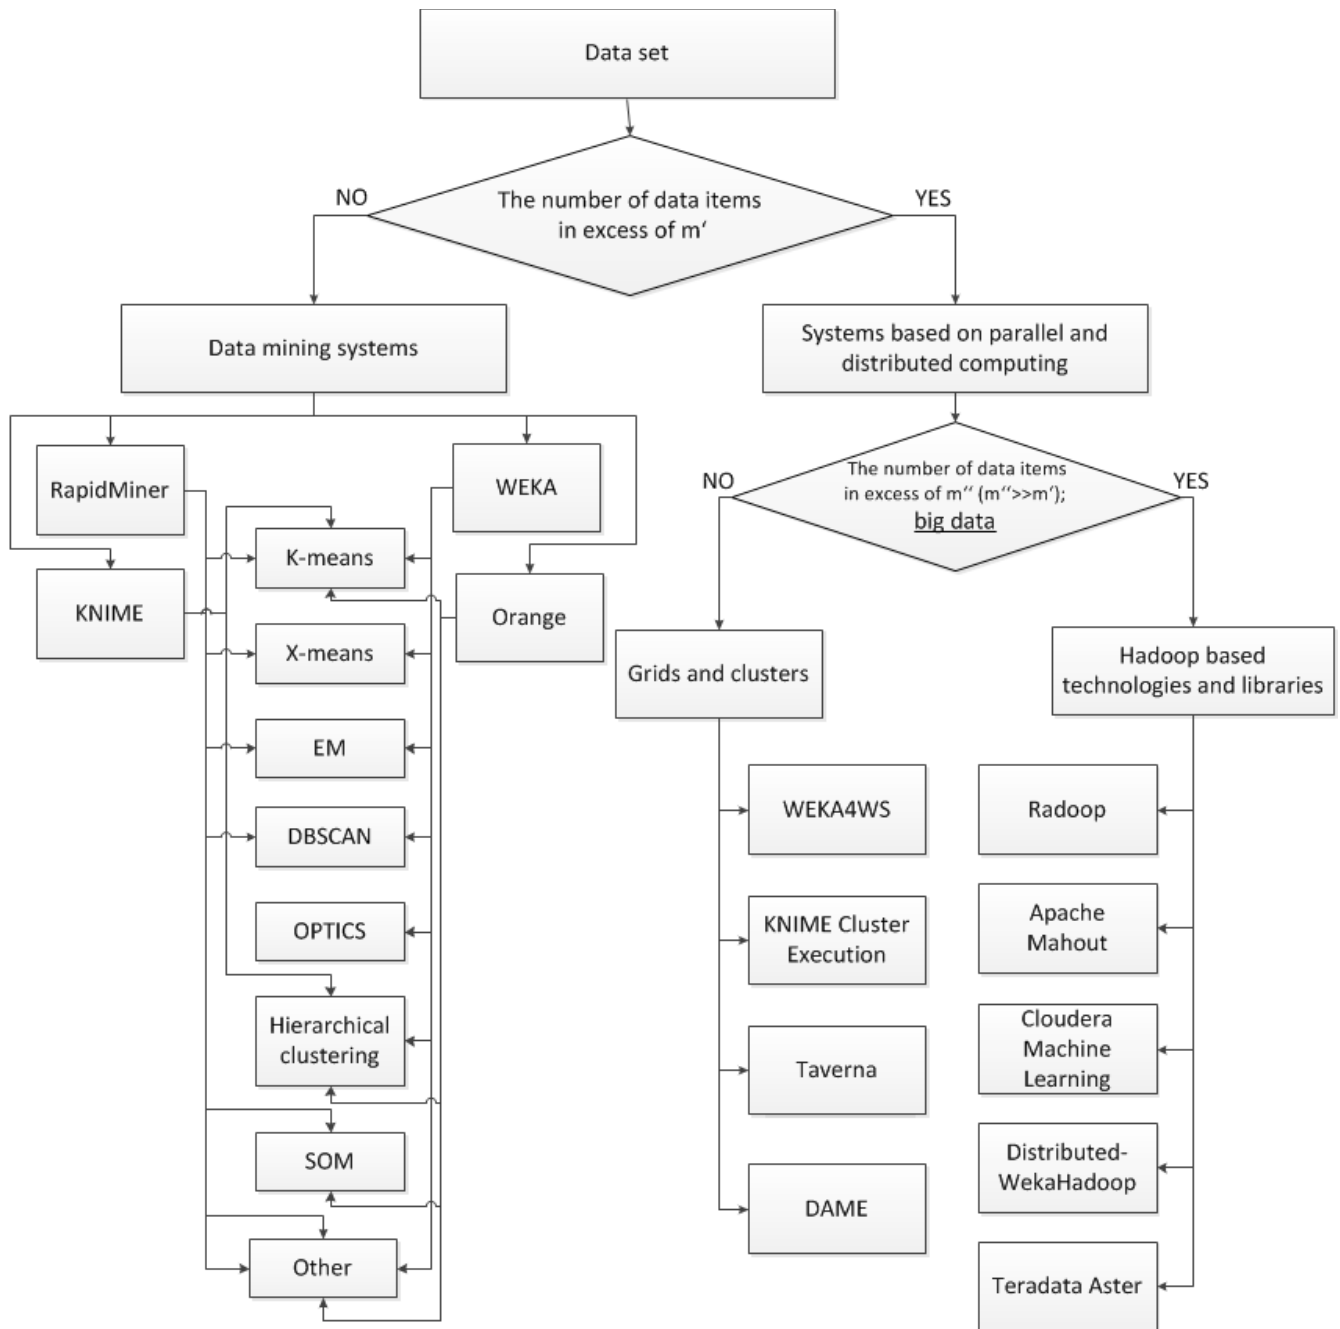 Data set
The number of data items
in excess of m‘
NO
YES
Data mining systems
Systems based on parallel and
distributed computing
RapidMiner
WEKA
KNIME
Orange
K-means
X-means
EM
DBSCAN
OPTICS
Hierarchical
clustering
SOM
Other
The number of data items
in excess of m‘‘ (m‘‘>>m‘);
big data
NO
YES
Grids and clusters
Hadoop based
technologies and libraries
WEKA4WS
KNIME Cluster
Execution
Taverna
DAME
Radoop
Apache
Mahout
Cloudera
Machine
Learning
Distributed-
WekaHadoop
Teradata Aster